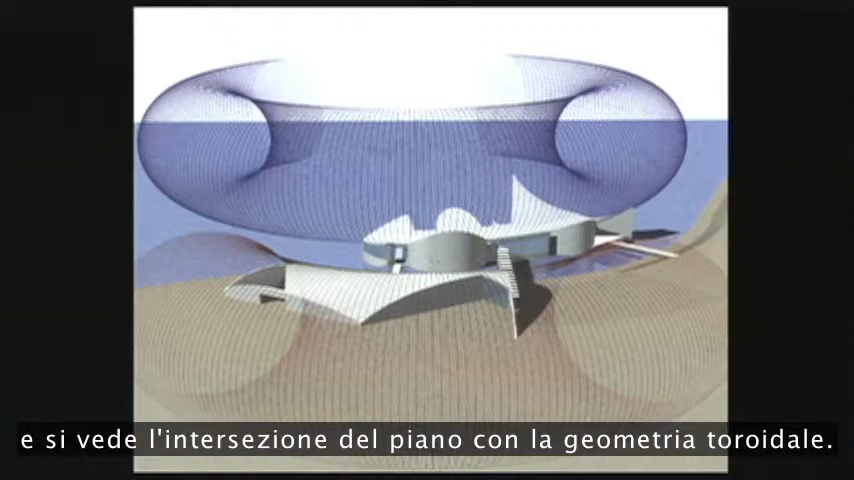 e si vede l'intersezione del piano con la geometria toroidale.